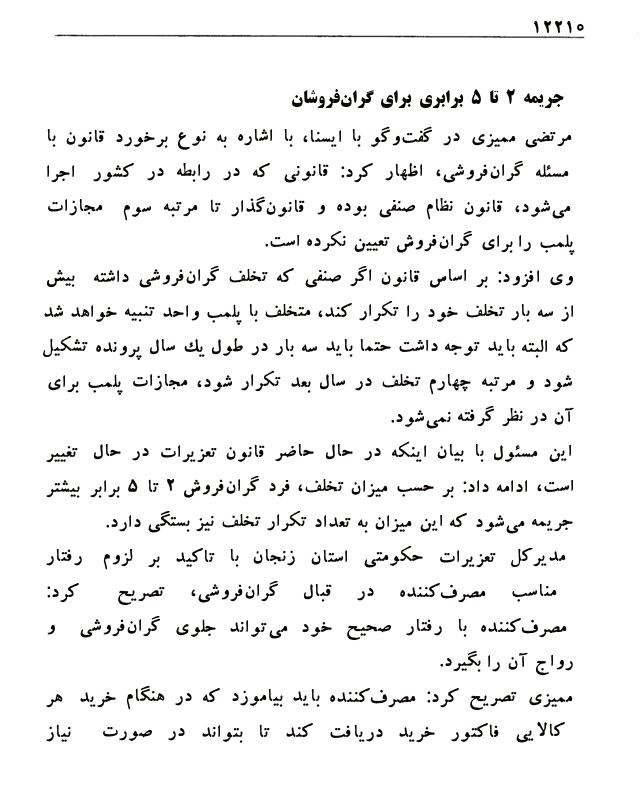 ۱۲۲۱۰
جریمه ۲ تا ۵ برابری برای گران‌فروشان
مرتضی ممیزی در گفت‌وگو با ایسنا، با اشاره به نوع برخورد قانون با
مسئله گران‌فروشی، اظهار کرد: قانونی که در رابطه در کشور اجرا
می‌شود، قانون نظام صنفی بوده و قانون‌گذار تا مرتبه سوم مجازات
پلمب را برای گران‌فروش تعیین نکرده است.
وی افزود: بر اساس قانون اگر صنفی که تخلف گران‌فروشی داشته بیش
از سه بار تخلف خود را تکرار کند، متخلف با پلمب واحد تنبیه خواهد شد
که البته باید توجه داشت حتما باید سه بار در طول یك سال پرونده تشکیل
شود و مرتبه چهارم تخلف در سال بعد تکرار شود، مجازات پلمب برای
آن در نظر گرفته نمی‌شود.
این مسئول با بیان اینکه در حال حاضر قانون تعزیرات در حال تغییر
است، ادامه داد: بر حسب میزان تخلف، فرد گران‌فروش ۲ تا ۵ برابر بیشتر
جریمه می‌شود که این میزان به تعداد تکرار تخلف نیز بستگی دارد.
مدیرکل تعزیرات حکومتی استان زنجان با تاکید بر لزوم رفتار
مناسب مصرف‌کننده در قبال گران‌فروشی، تصریح کرد:
مصرف‌کننده با رفتار صحیح خود می‌تواند جلوی گران‌فروشی و
رواج آن را بگیرد.
ممیزی تصریح کرد: مصرف‌کننده باید بیاموزد که در هنگام خرید هر
کالایی فاکتور خرید دریافت کند تا بتواند در صورت نیاز